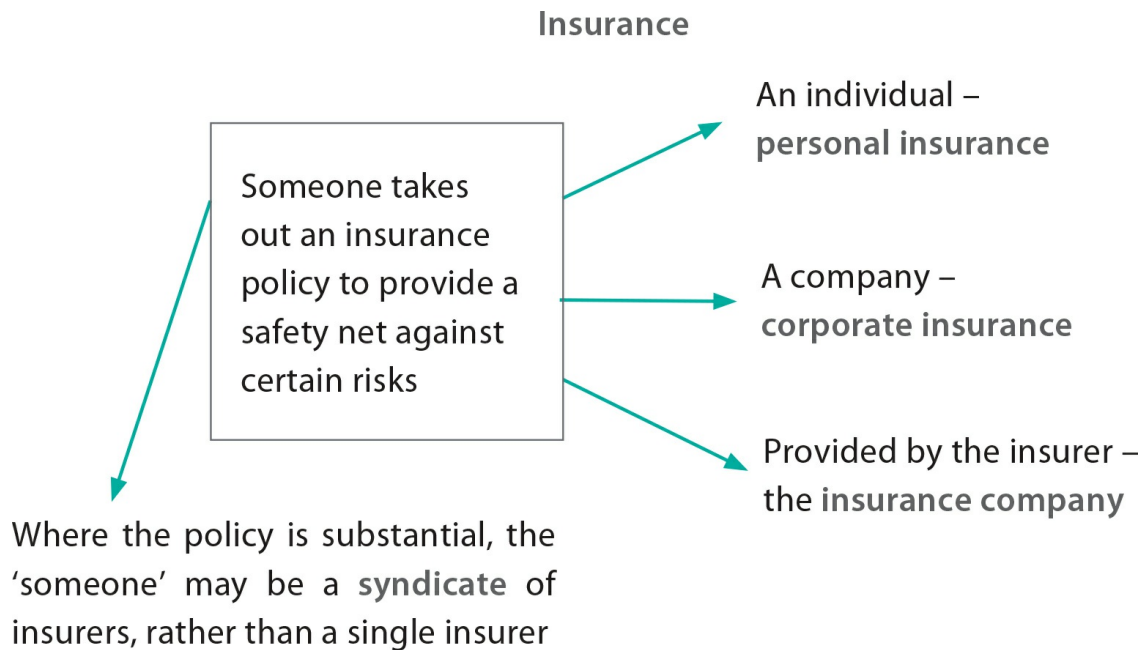 Insurance
Someone takes
out an insurance
policy to provide a
safety net against
certain risks
An individual –
personal insurance
A company –
corporate insurance
Provided by the insurer –
the insurance company
Where the policy is substantial, the
‘someone’ may be a syndicate of
insurers, rather than a single insurer